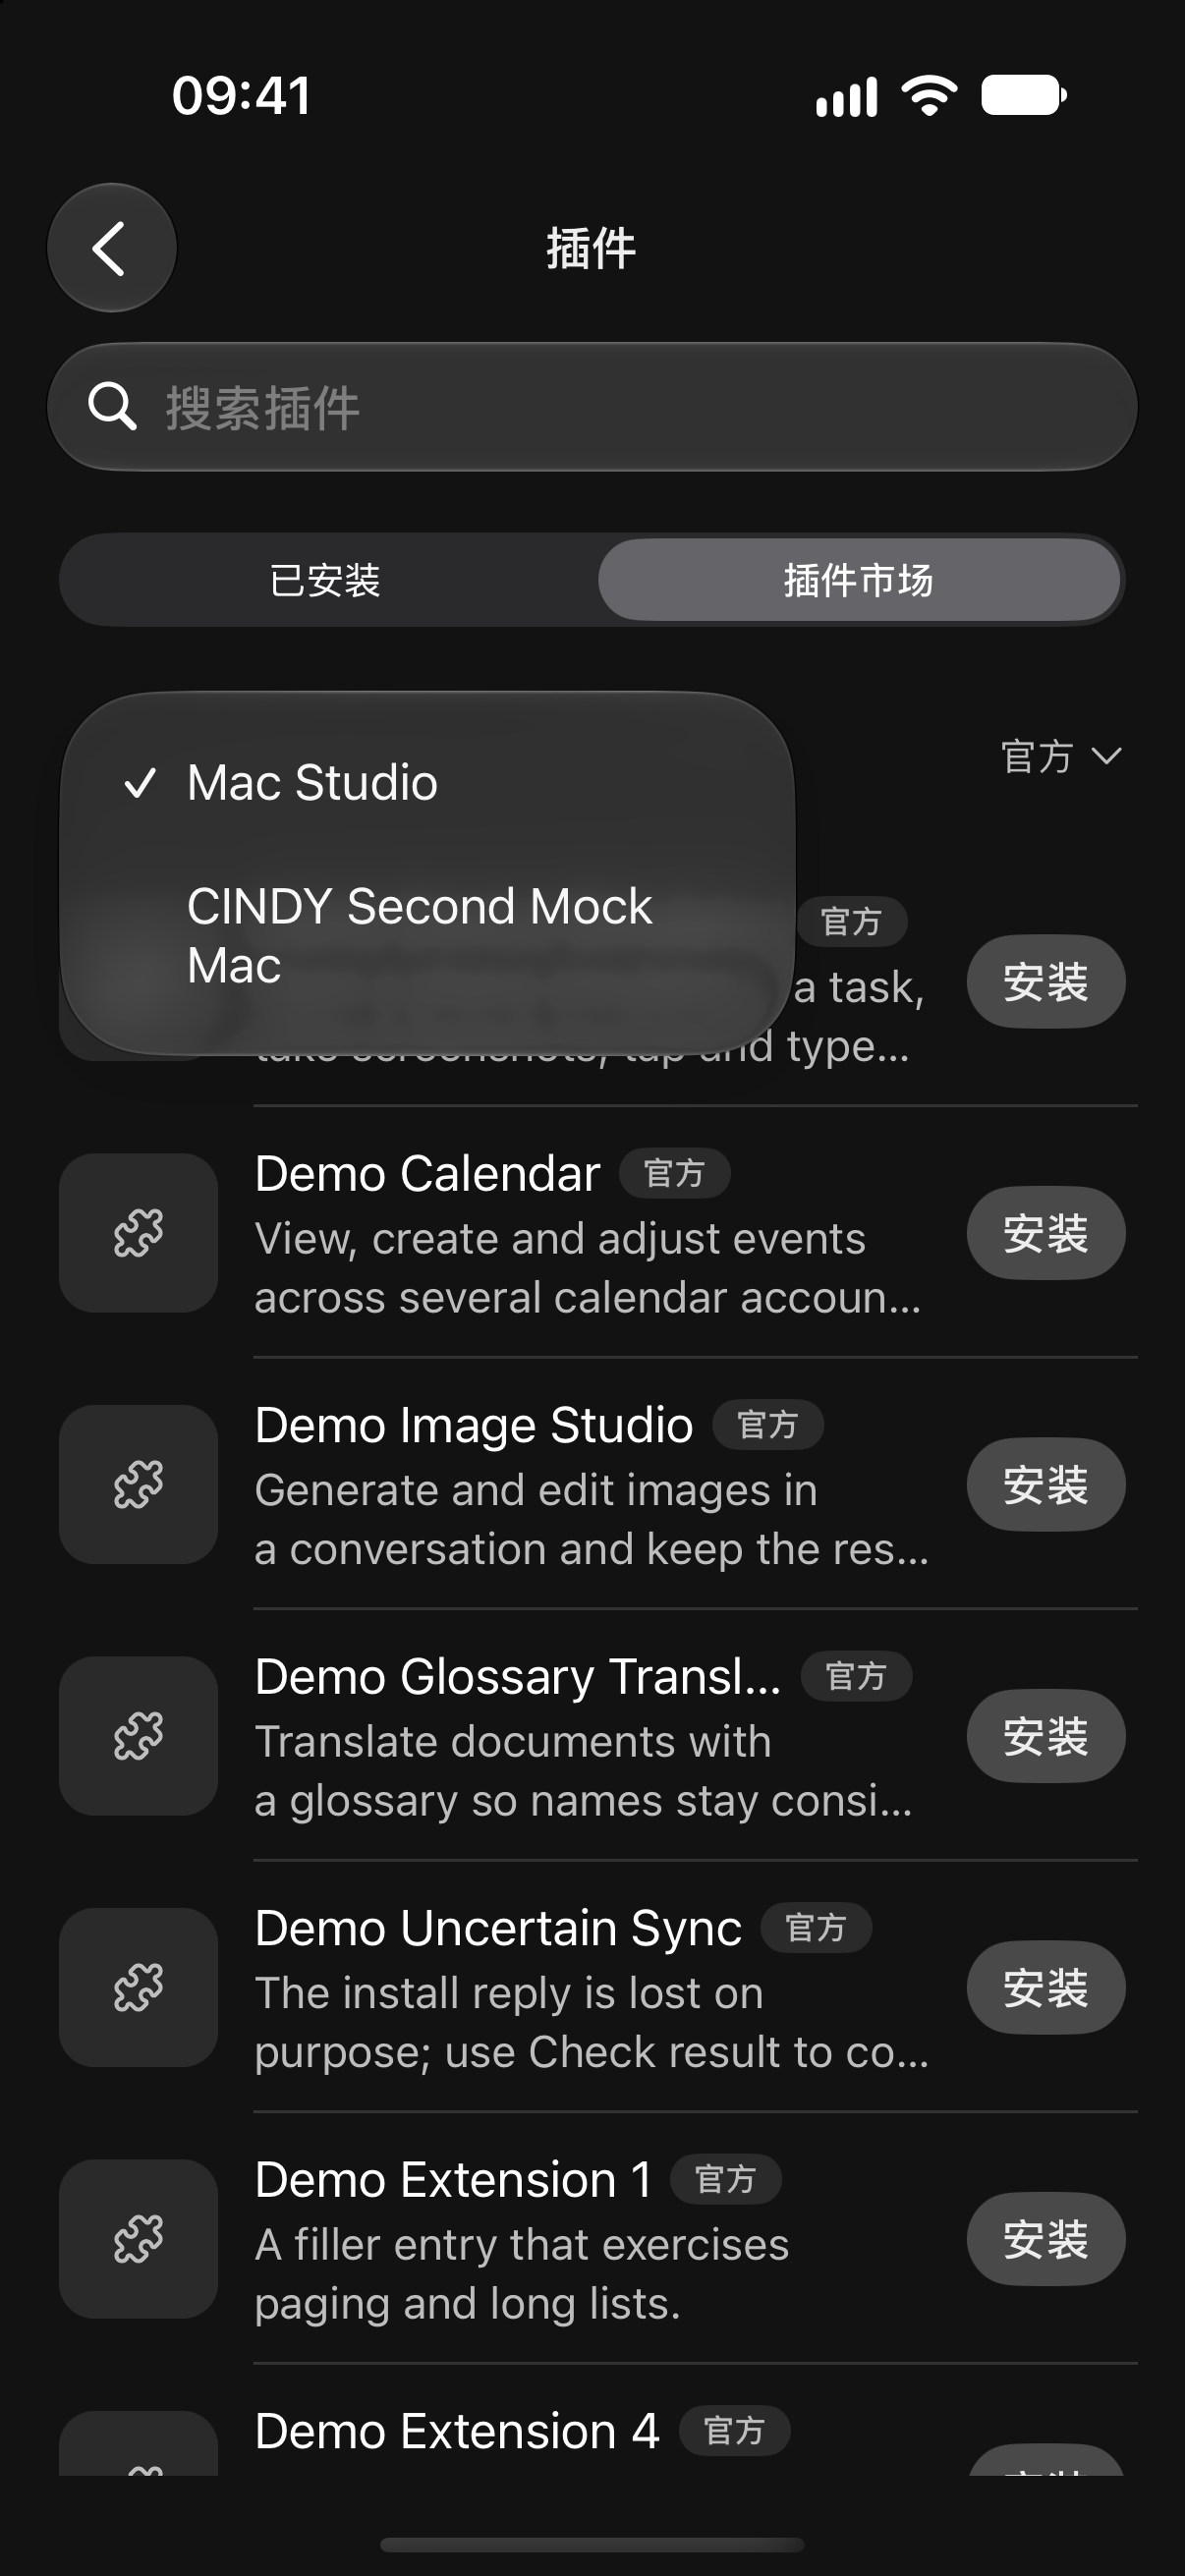 09:41
插件
搜索插件
已安装
插件市场
Mac Studio
官方
CINDY Second Mock
Mac
官方
安装
a task,
take screenshots, tap and type...
Demo Calendar 官方
View, create and adjust events
across several calendar accoun...
安装
Demo Image Studio 官方
Generate and edit images in
a conversation and keep the res...
安装
Demo Glossary Transl... 官方
Translate documents with
a glossary so names stay consi...
安装
Demo Uncertain Sync 官方
The install reply is lost on
purpose; use Check result to co...
安装
Demo Extension 1 官方
A filler entry that exercises
paging and long lists.
安装
Demo Extension 4 官方